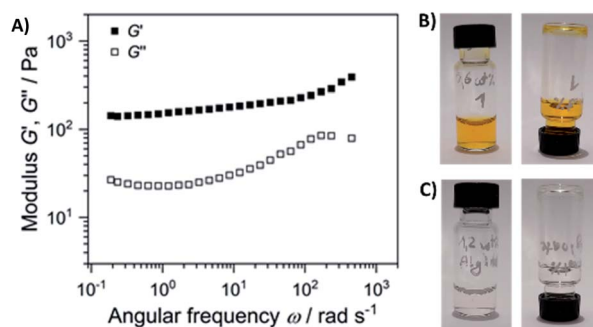 A)
G'
G"
Modulus G', G" / Pa
10³
10²
10¹
10⁻¹ 10⁰ 10¹ 10² 10³
Angular frequency ω / rad s⁻¹
B)
1
1
C)
1,2 wt%